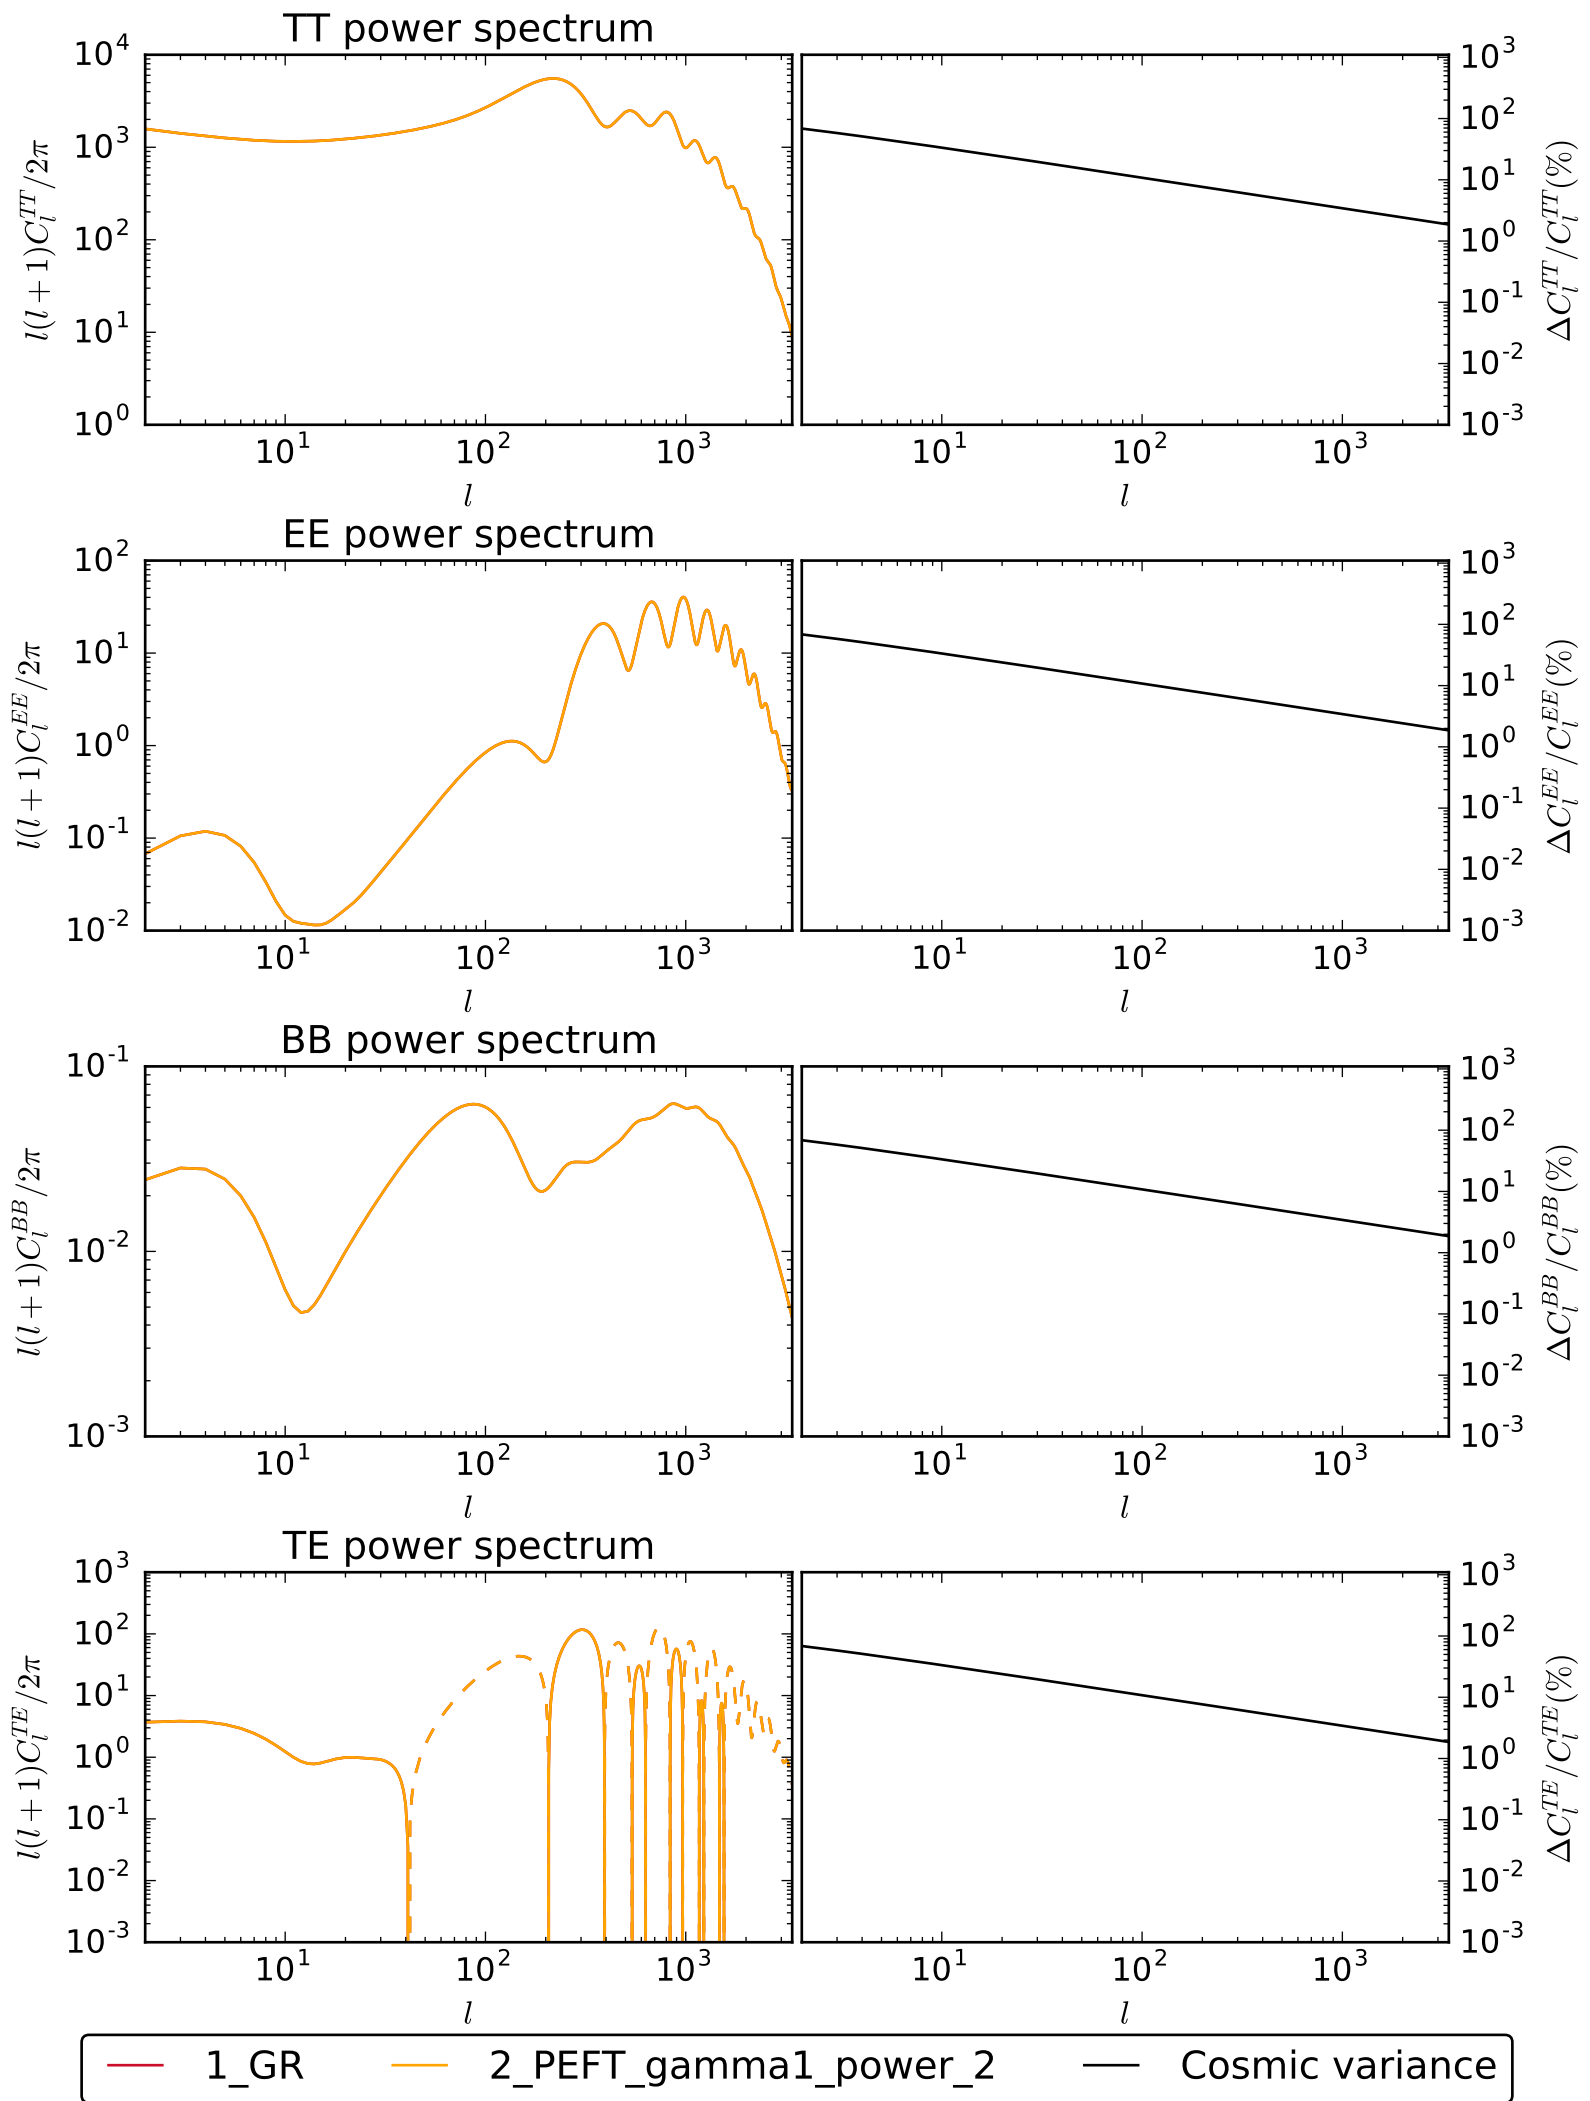 TT power spectrum
10^4
10^3
10^2
10^1
10^0
l(l+1)C_l^{TT}/2π
10^1 10^2 10^3
l
10^3
10^2
10^1
10^0
10^-1
10^-2
10^-3
ΔC_l^{TT}/C_l^{TT}(%)
10^1 10^2 10^3
l
EE power spectrum
10^2
10^1
10^0
10^-1
10^-2
l(l+1)C_l^{EE}/2π
10^1 10^2 10^3
l
10^3
10^2
10^1
10^0
10^-1
10^-2
10^-3
ΔC_l^{EE}/C_l^{EE}(%)
10^1 10^2 10^3
l
BB power spectrum
10^-1
10^-2
10^-3
l(l+1)C_l^{BB}/2π
10^1 10^2 10^3
l
10^3
10^2
10^1
10^0
10^-1
10^-2
10^-3
ΔC_l^{BB}/C_l^{BB}(%)
10^1 10^2 10^3
l
TE power spectrum
10^3
10^2
10^1
10^0
10^-1
10^-2
10^-3
l(l+1)C_l^{TE}/2π
10^1 10^2 10^3
l
10^3
10^2
10^1
10^0
10^-1
10^-2
10^-3
ΔC_l^{TE}/C_l^{TE}(%)
10^1 10^2 10^3
l
1_GR 2_PEFT_gamma1_power_2 Cosmic variance